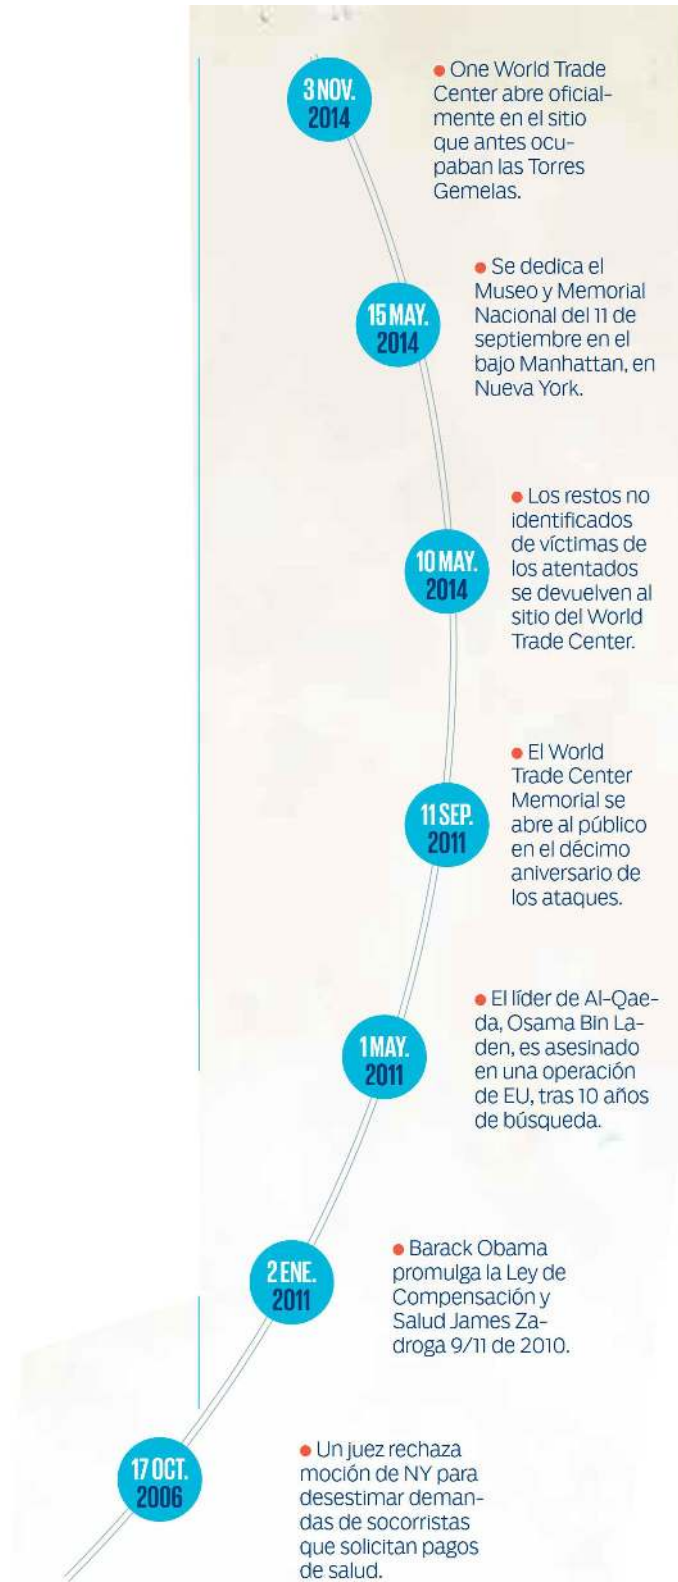 3 NOV.
2014
● One World Trade
Center abre oficial-
mente en el sitio
que antes ocu-
paban las Torres
Gemelas.
15 MAY.
2014
● Se dedica el
Museo y Memorial
Nacional del 11 de
septiembre en el
bajo Manhattan, en
Nueva York.
10 MAY.
2014
● Los restos no
identificados
de víctimas de
los atentados
se devuelven al
sitio del World
Trade Center.
11 SEP.
2011
● El World
Trade Center
Memorial se
abre al público
en el décimo
aniversario de
los ataques.
1 MAY.
2011
● El líder de Al-Qae-
da, Osama Bin La-
den, es asesinado
en una operación
de EU, tras 10 años
de búsqueda.
2 ENE.
2011
● Barack Obama
promulga la Ley de
Compensación y
Salud James Za-
droga 9/11 de 2010.
17 OCT.
2006
● Un juez rechaza
moción de NY para
desestimar deman-
das de socorristas
que solicitan pagos
de salud.